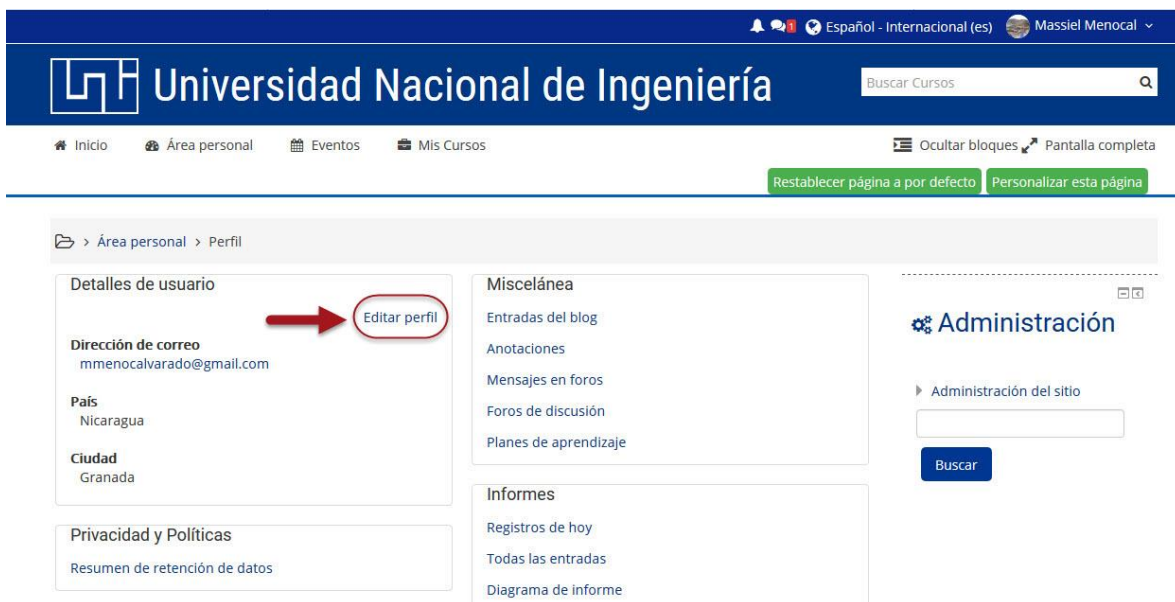 1 Español - Internacional (es) Massiel Menocal
Universidad Nacional de Ingeniería
Buscar Cursos
Inicio Área personal Eventos Mis Cursos Ocultar bloques Pantalla completa
Restablecer página a por defecto Personalizar esta página
> Área personal > Perfil
Detalles de usuario
Editar perfil
Dirección de correo
mmenocalvarado@gmail.com
País
Nicaragua
Ciudad
Granada
Privacidad y Políticas
Resumen de retención de datos
Miscelánea
Entradas del blog
Anotaciones
Mensajes en foros
Foros de discusión
Planes de aprendizaje
Informes
Registros de hoy
Todas las entradas
Diagrama de informe
Administración
Administración del sitio
Buscar